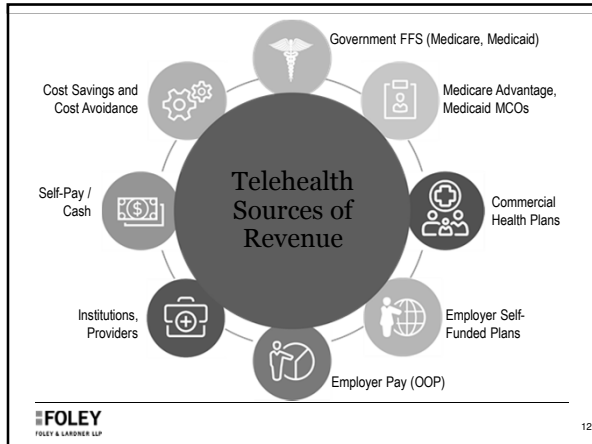 Government FFS (Medicare, Medicaid)
Cost Savings and
Cost Avoidance
Medicare Advantage,
Medicaid MCOs
Self-Pay /
Cash
Telehealth
Sources of
Revenue
Commercial
Health Plans
Institutions,
Providers
Employer Self-
Funded Plans
Employer Pay (OOP)
FOLEY
FOLEY & LARDNER LLP
12